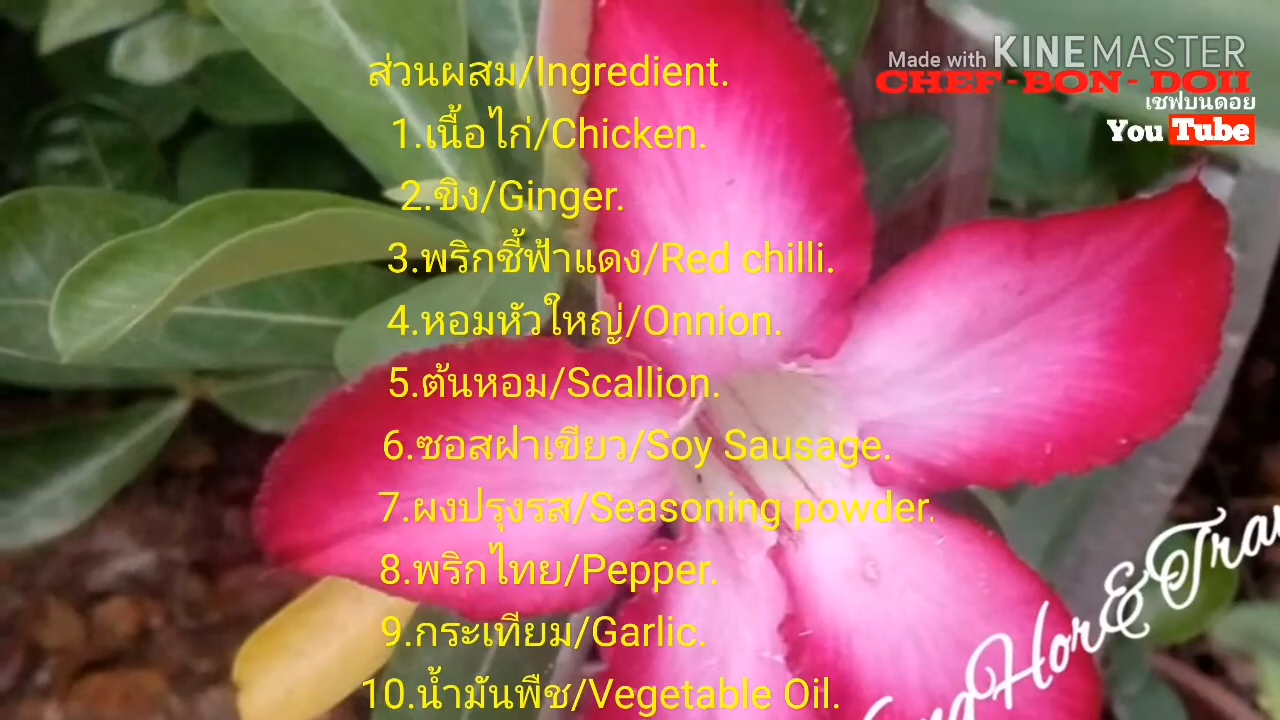 Made with KINEMASTER
CHEF-BON-DOII
เชฟบนดอย
You Tube
ส่วนผสม/Ingredient.
1.เนื้อไก่/Chicken.
2.ขิง/Ginger.
3.พริกชี้ฟ้าแดง/Red chilli.
4.หอมหัวใหญ่/Onnion.
5.ต้นหอม/Scallion.
6.ซอสฝาเขียว/Soy Sausage.
7.ผงปรุงรส/Seasoning powder.
8.พริกไทย/Pepper.
9.กระเทียม/Garlic.
10.น้ำมันพืช/Vegetable Oil.
Hor&